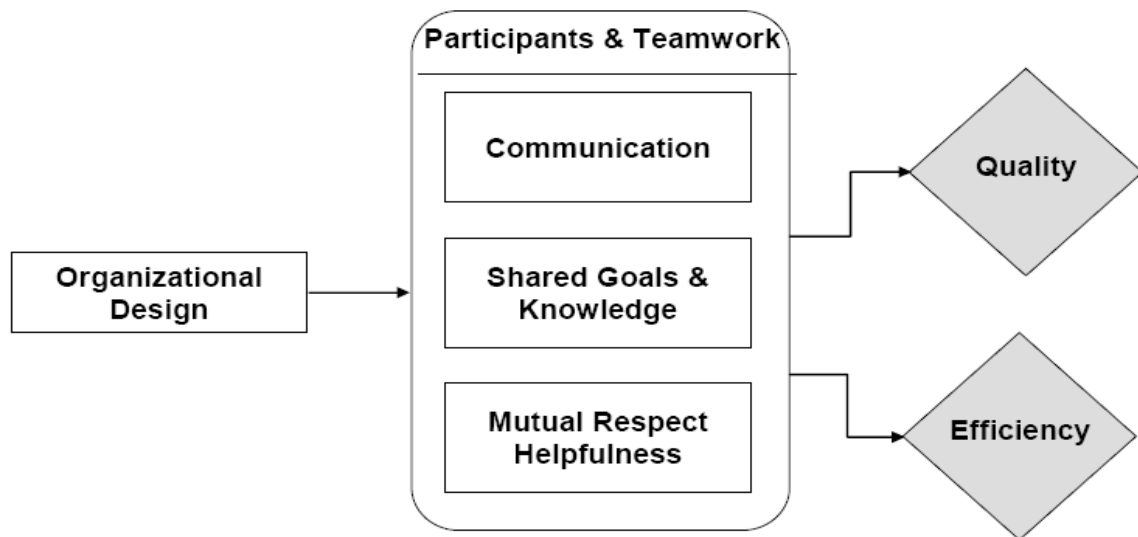 Participants & Teamwork
Communication
Quality
Organizational
Design
Shared Goals &
Knowledge
Mutual Respect
Helpfulness
Efficiency